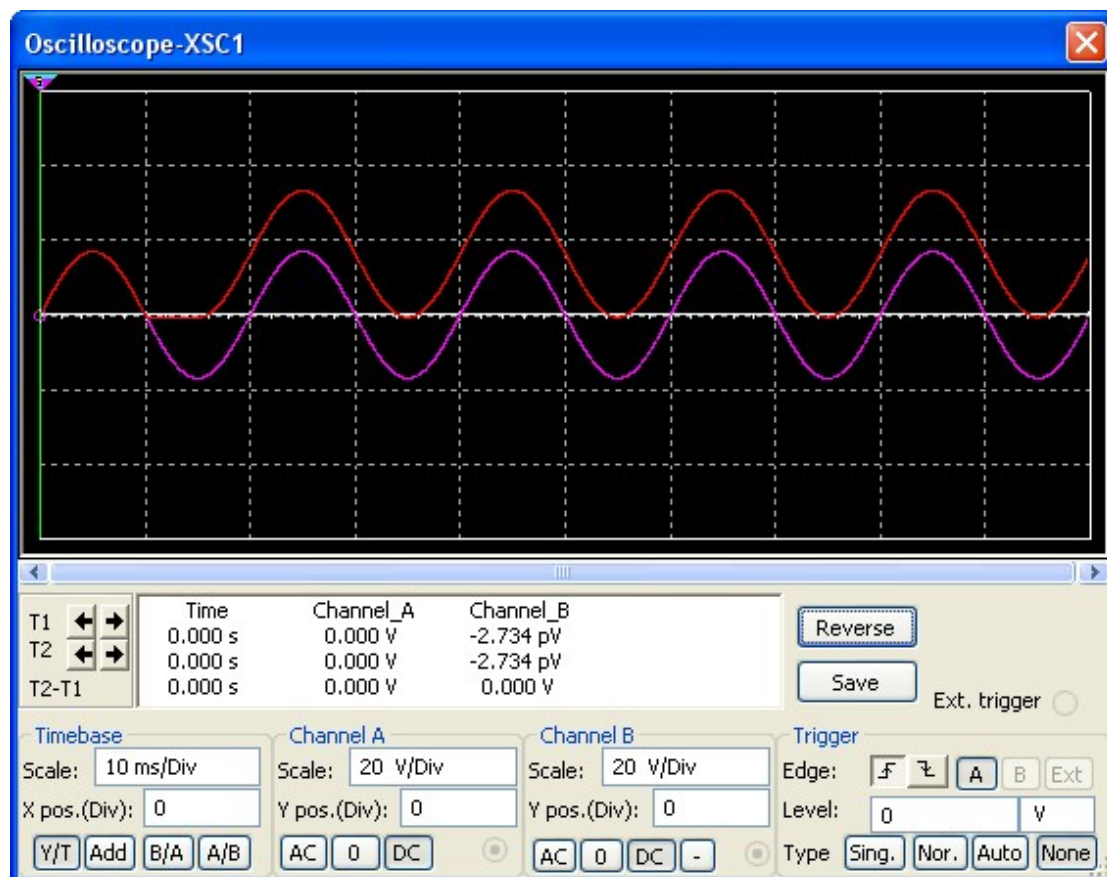 Oscilloscope-XSC1
Time Channel_A Channel_B
T1 0.000 s 0.000 V -2.734 pV
T2 0.000 s 0.000 V -2.734 pV
T2-T1 0.000 s 0.000 V 0.000 V
Reverse
Save
Ext. trigger
Timebase
Scale: 10 ms/Div
X pos.(Div): 0
Y/T Add B/A A/B
Channel A
Scale: 20 V/Div
Y pos.(Div): 0
AC 0 DC
Channel B
Scale: 20 V/Div
Y pos.(Div): 0
AC 0 DC -
Trigger
Edge: A B Ext
Level: 0 V
Type Sing. Nor. Auto None